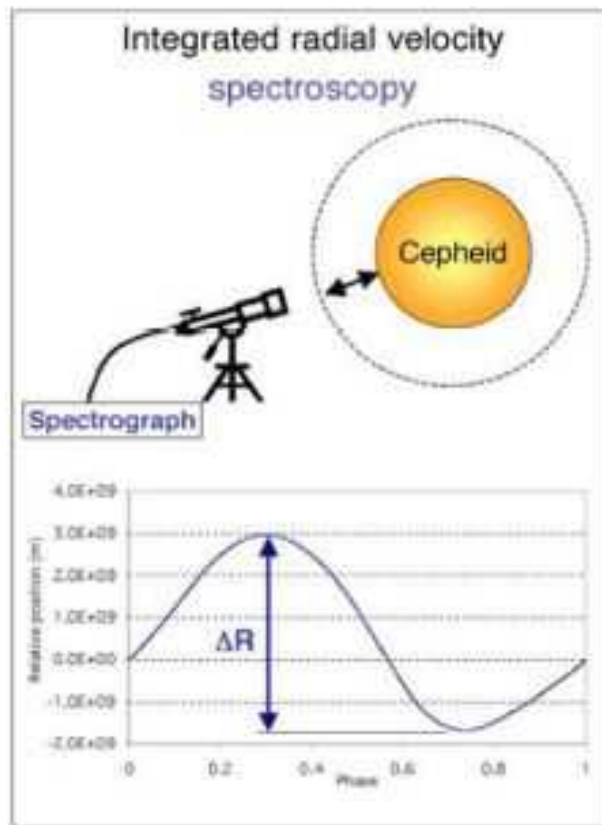 Integrated radial velocity
spectroscopy
Cepheid
Spectrograph
4.0E+09
3.0E+09
2.0E+09
1.0E+09
0.0E+00
-1.0E+09
-2.0E+09
Relative position (m)
ΔR
0 0.2 0.4 0.6 0.8 1
Phase